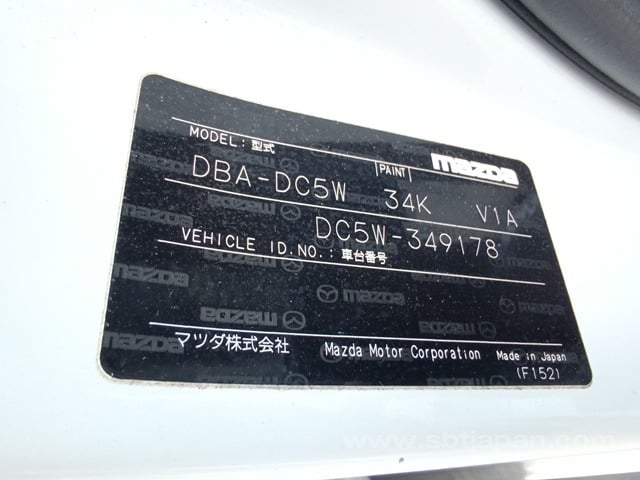 mazda
MODEL: 型式 PAINT
DBA-DC5W 34K V1A
DC5W-349178
VEHICLE ID.NO.: 車台番号
マツダ株式会社 Mazda Motor Corporation Made in Japan
(F152)
www.sbtjapan.com